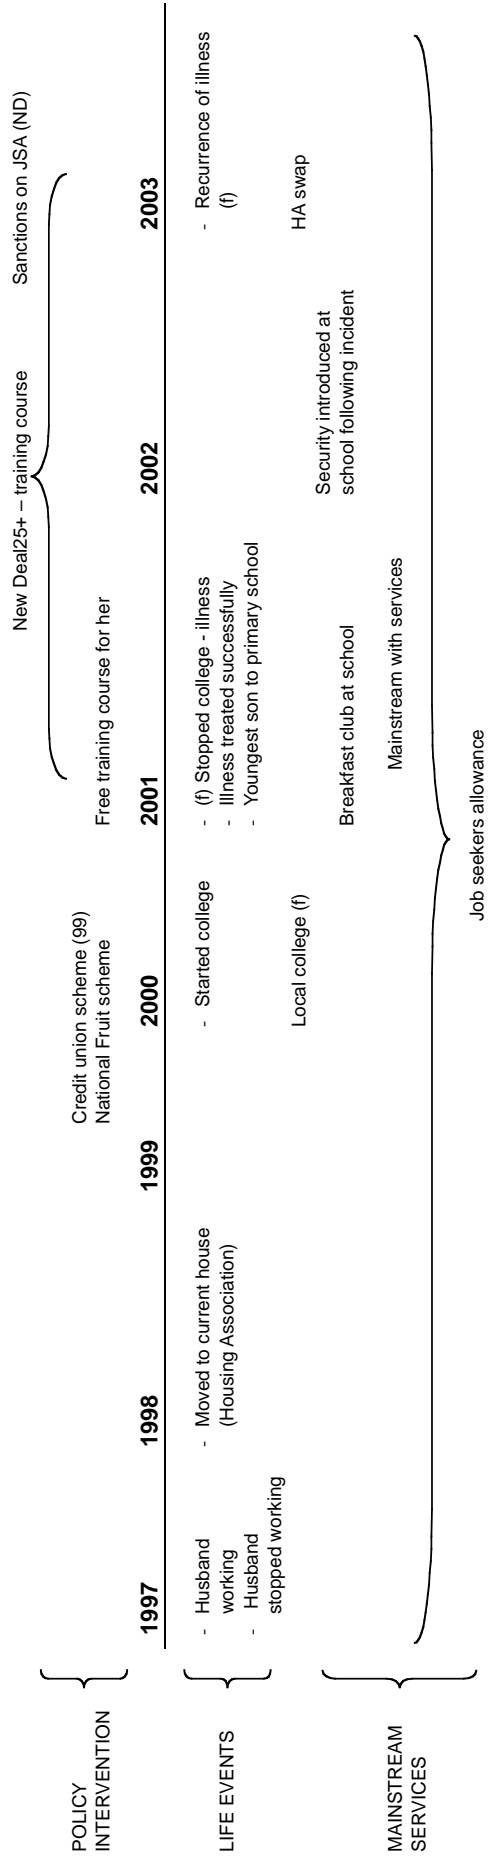 New Deal25+ – training course
Sanctions on JSA (ND)
POLICY
INTERVENTION
Credit union scheme (99)
National Fruit scheme
Free training course for her
1997
1998
1999
2000
2001
2002
2003
LIFE EVENTS
- Husband
working
- Husband
stopped working
- Moved to current house
(Housing Association)
- Started college
- (f) Stopped college - illness
- Illness treated successfully
- Youngest son to primary school
- Recurrence of illness
(f)
MAINSTREAM
SERVICES
Local college (f)
Breakfast club at school
Mainstream with services
Security introduced at
school following incident
HA swap
Job seekers allowance